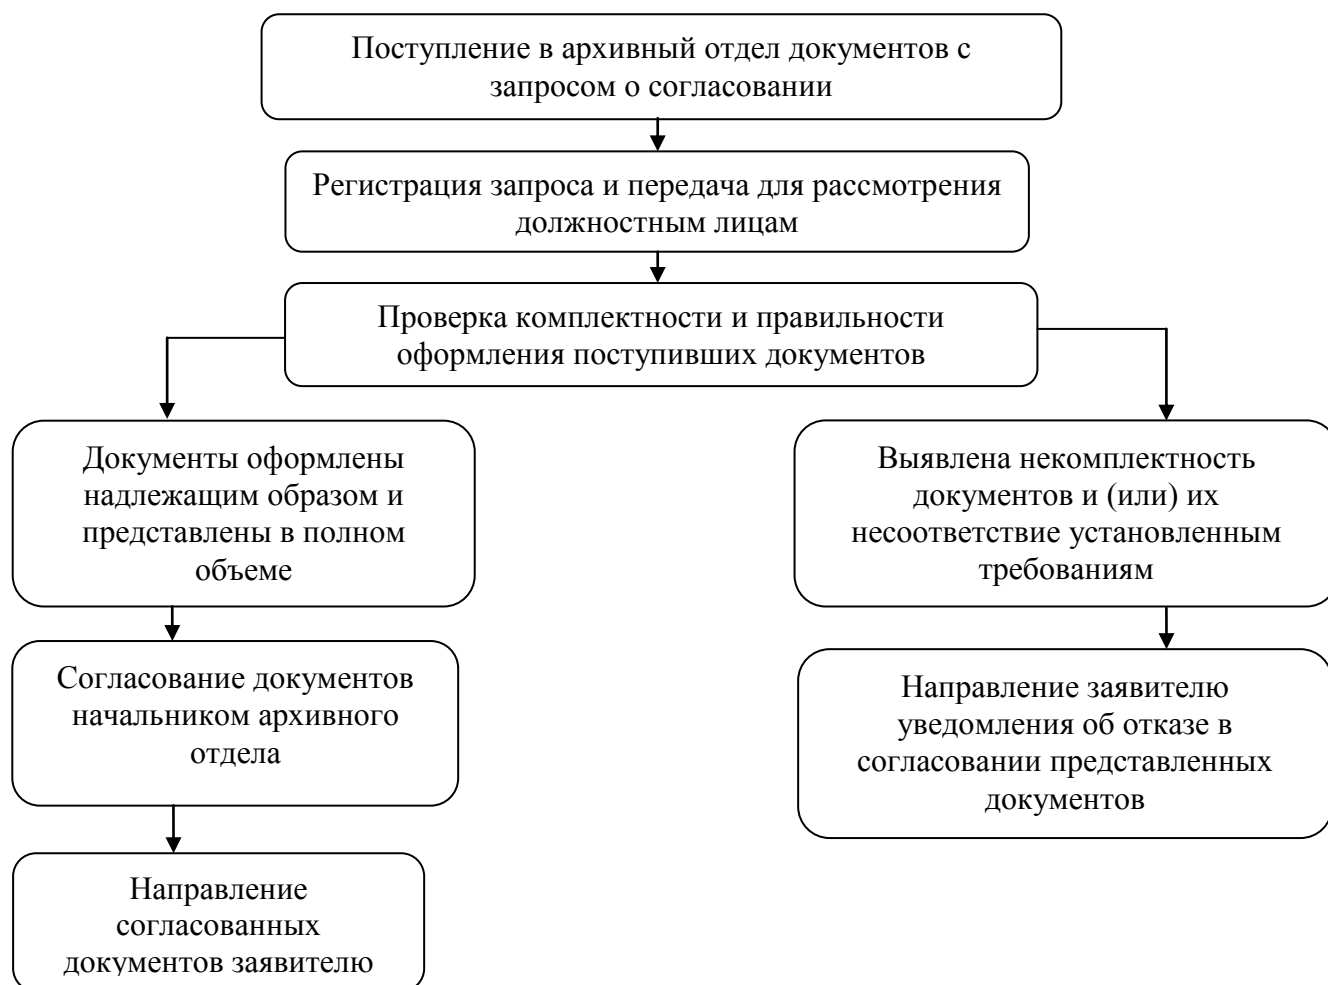 Поступление в архивный отдел документов с
запросом о согласовании
Регистрация запроса и передача для рассмотрения
должностным лицам
Проверка комплектности и правильности
оформления поступивших документов
Документы оформлены
надлежащим образом и
представлены в полном
объеме
Выявлена некомплектность
документов и (или) их
несоответствие установленным
требованиям
Согласование документов
начальником архивного
отдела
Направление заявителю
уведомления об отказе в
согласовании представленных
документов
Направление
согласованных
документов заявителю